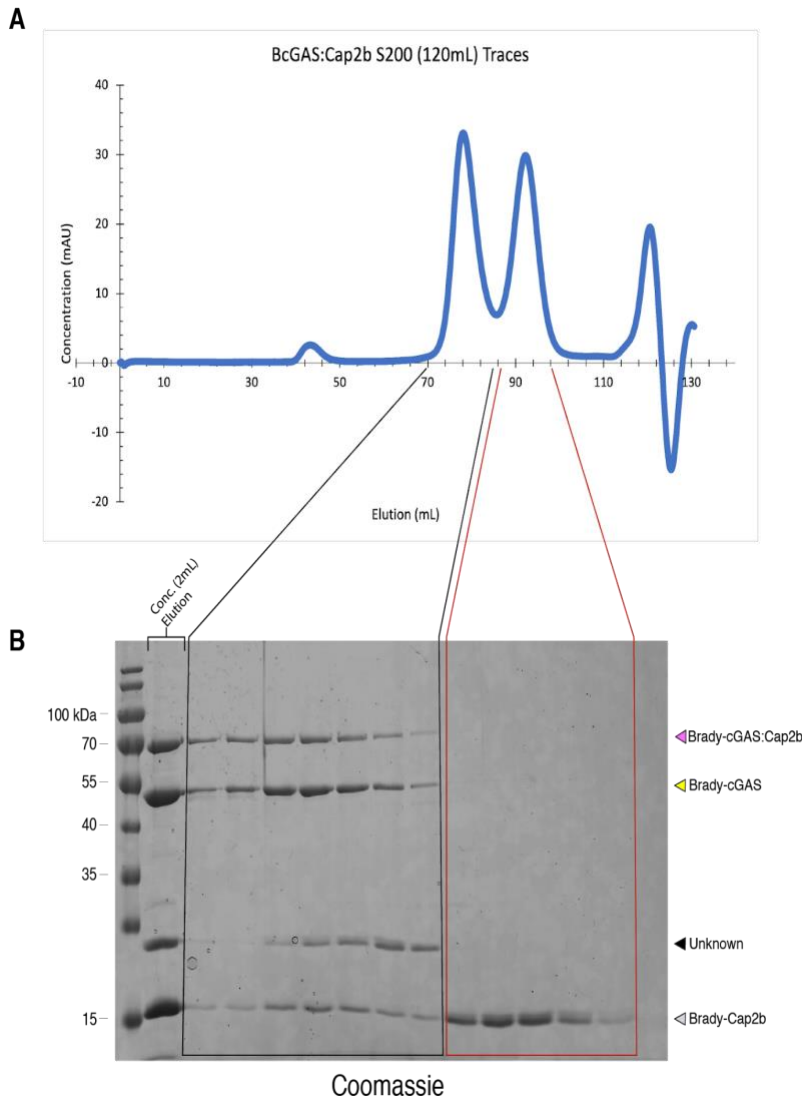 A
BcGAS:Cap2b S200 (120mL) Traces
40
30
20
10
0
-10
-20
Concentration (mAU)
-10 10 30 50 70 90 110 130
Elution (mL)
Conc. (2mL)
Elution
B
100 kDa
70
55
40
35
15
Brady-cGAS:Cap2b
Brady-cGAS
Unknown
Brady-Cap2b
Coomassie